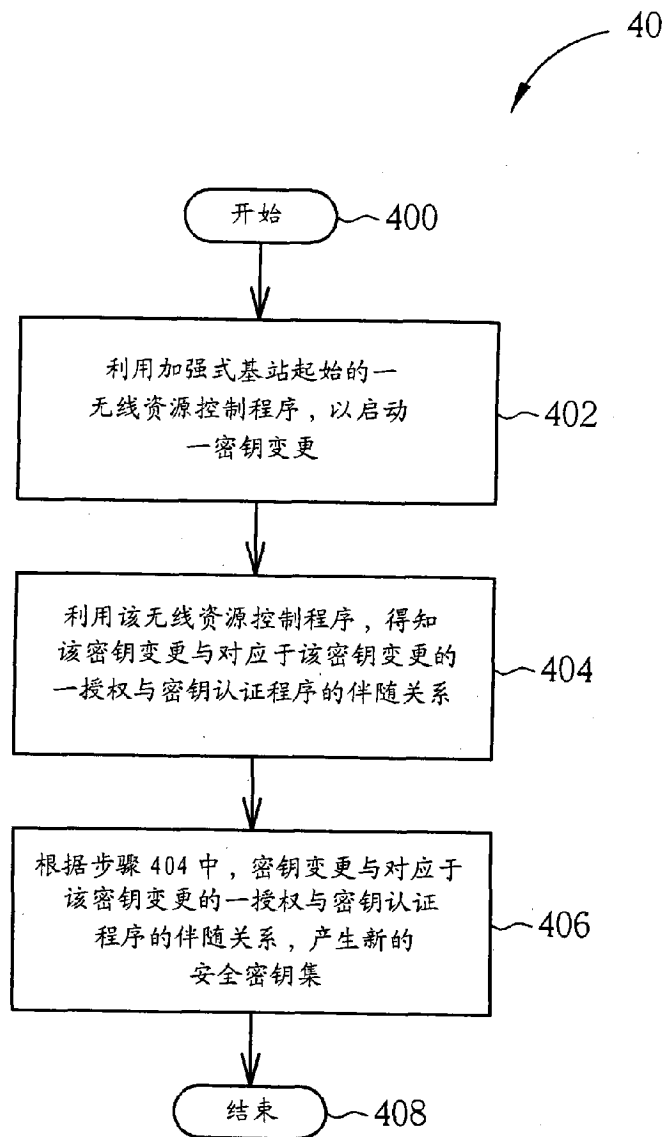 40
开始
400
利用加强式基站起始的一
无线资源控制程序，以启动
一密钥变更
402
利用该无线资源控制程序，得知
该密钥变更与对应于该密钥变更的
一授权与密钥认证程序的伴随关系
404
根据步骤404中，密钥变更与对应于
该密钥变更的一授权与密钥认证
程序的伴随关系，产生新的
安全密钥集
406
结束
408